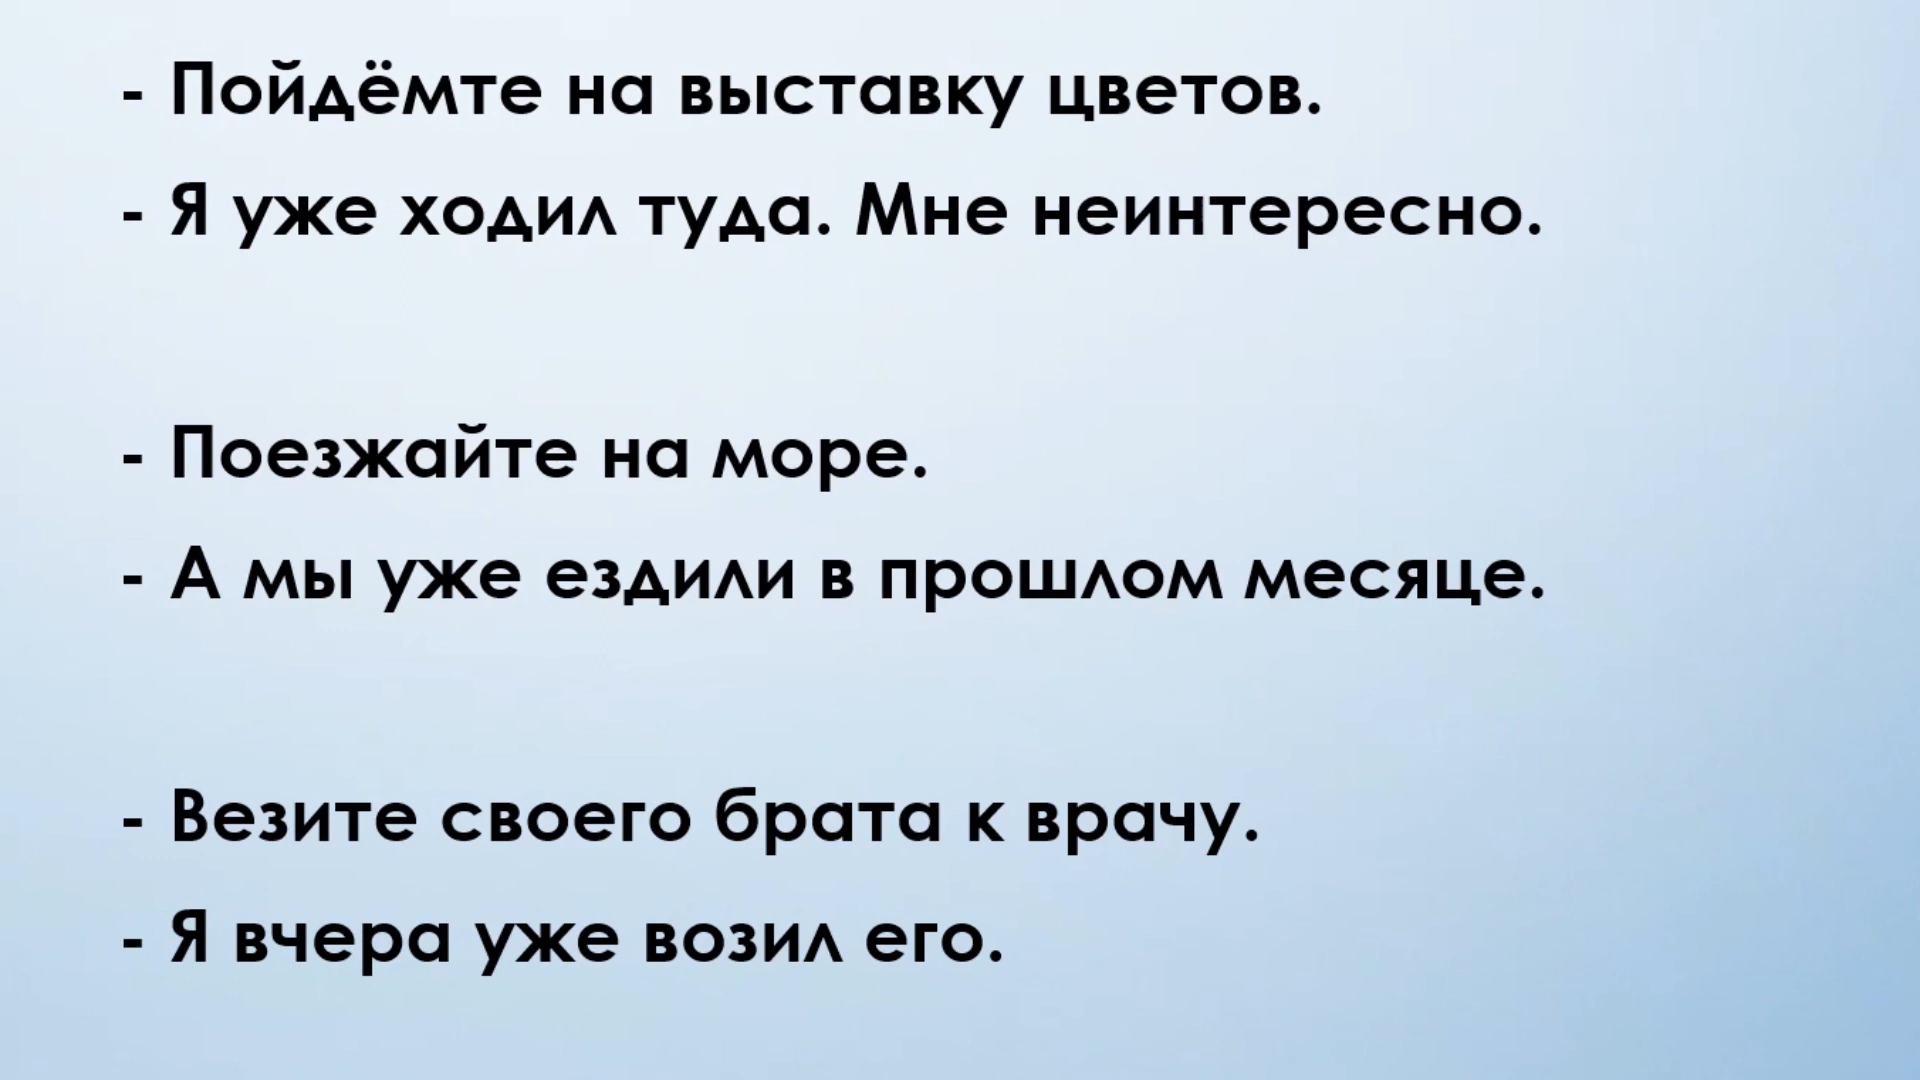 - Пойдёмте на выставку цветов.
- Я уже ходил туда. Мне неинтересно.
- Поезжайте на море.
- А мы уже ездили в прошлом месяце.
- Везите своего брата к врачу.
- Я вчера уже возил его.